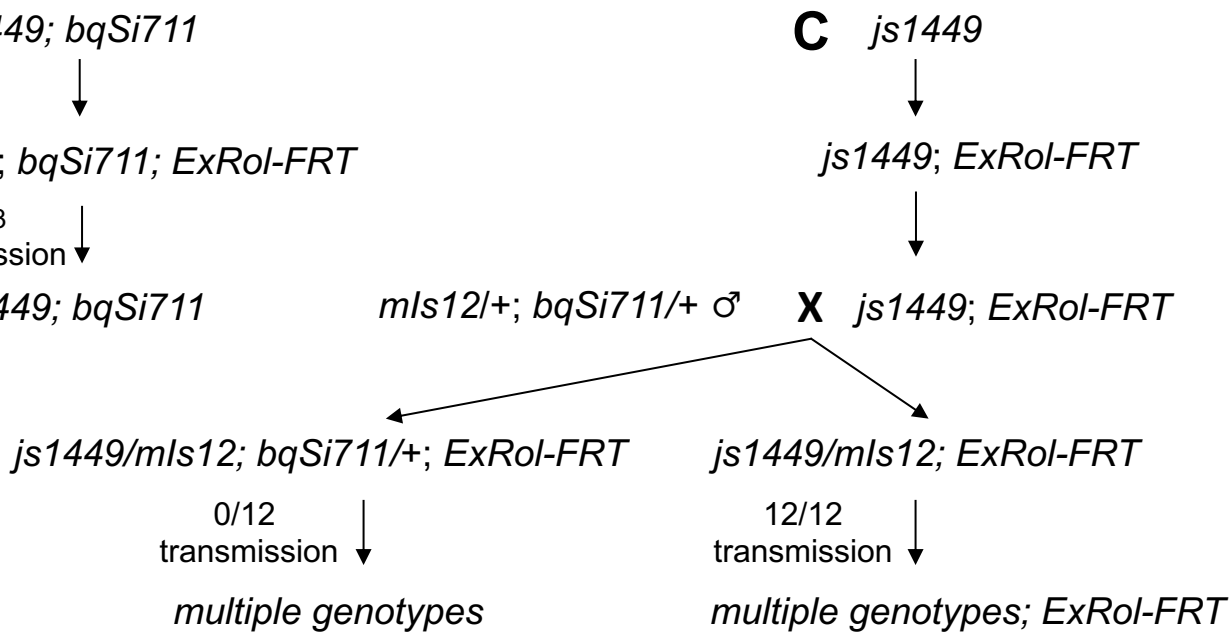 449; bqSi711
C js1449
; bqSi711; ExRol-FRT
js1449; ExRol-FRT
3
ssion
449; bqSi711
mIs12/+; bqSi711/+ ♂ X js1449; ExRol-FRT
js1449/mIs12; bqSi711/+; ExRol-FRT
js1449/mIs12; ExRol-FRT
0/12
transmission
12/12
transmission
multiple genotypes
multiple genotypes; ExRol-FRT